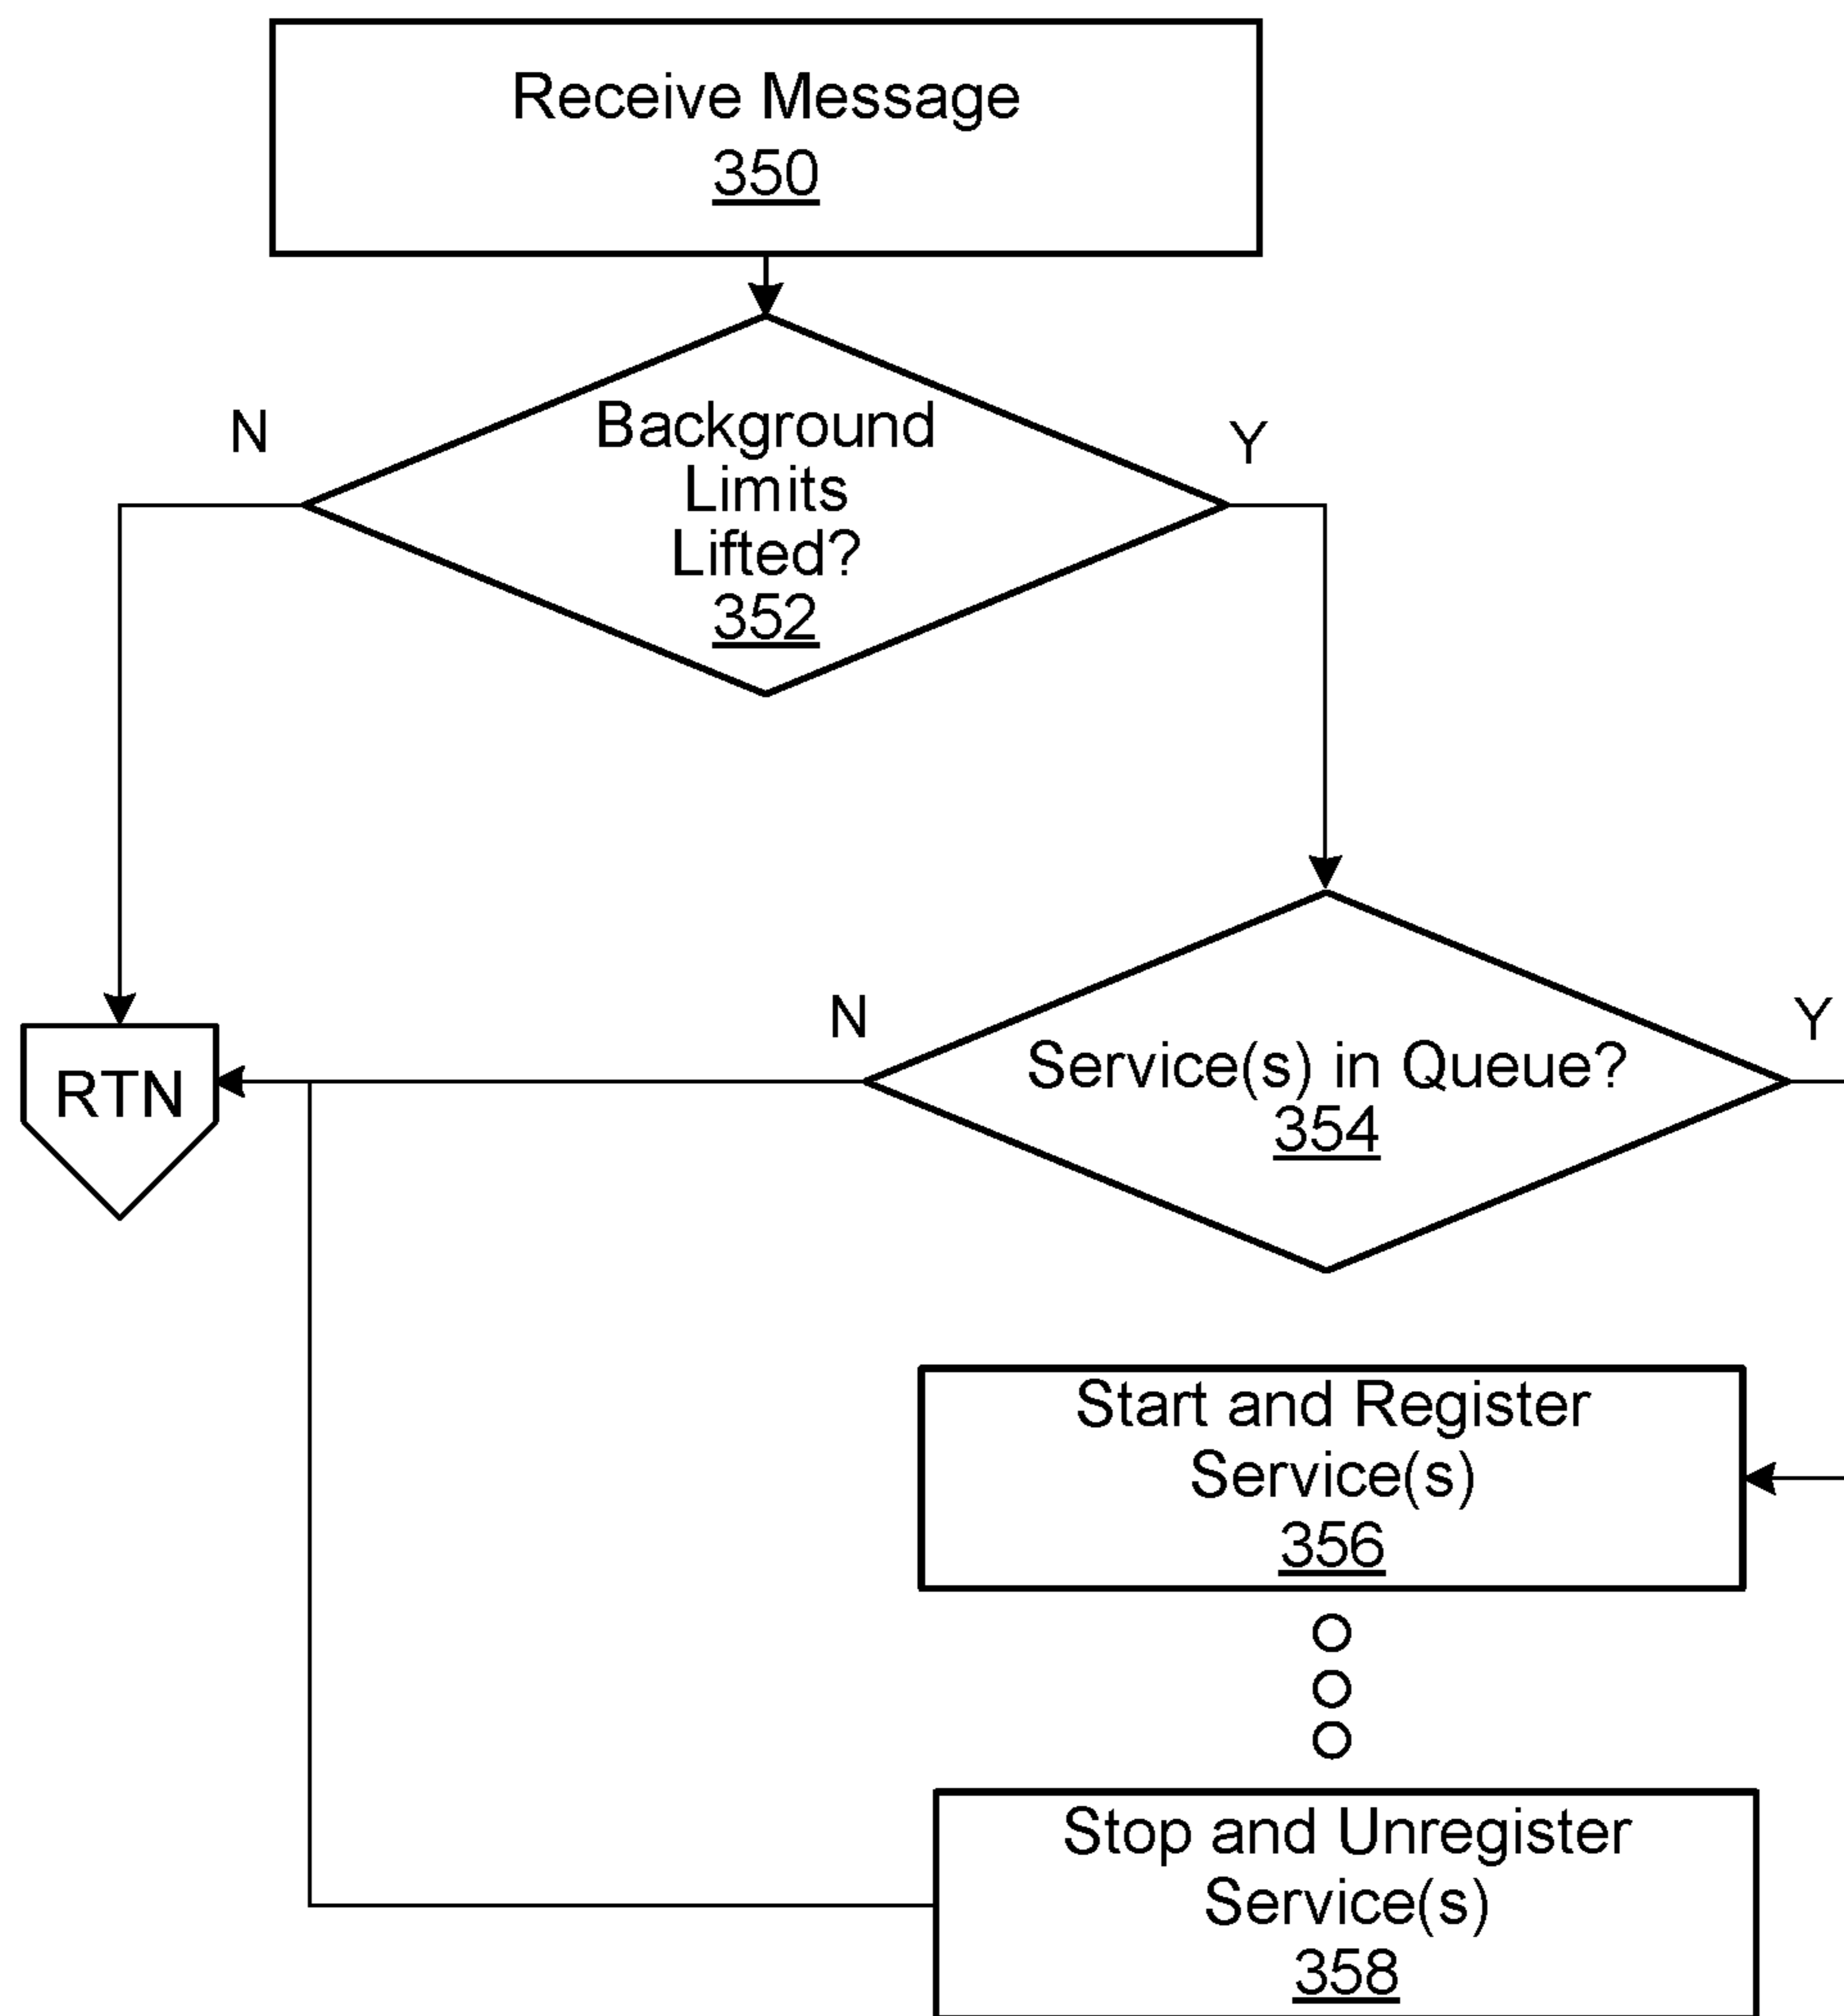 Receive Message
350
Background
Limits
Lifted?
352
N
Y
RTN
N
Service(s) in Queue?
354
Y
Start and Register
Service(s)
356
Stop and Unregister
Service(s)
358